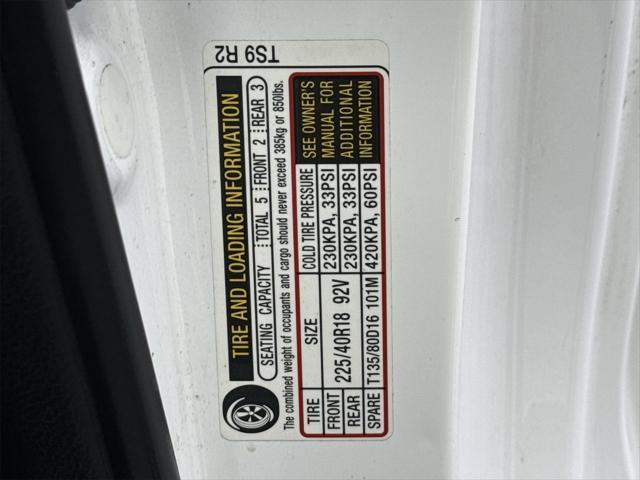 TS9 R2
TIRE AND LOADING INFORMATION
SEATING CAPACITY TOTAL 5 FRONT 2 REAR 3
The combined weight of occupants and cargo should never exceed 385kg or 850lbs.
TIRE SIZE COLD TIRE PRESSURE SEE OWNER'S
FRONT 225/40R18 92V 230KPA, 33PSI MANUAL FOR
REAR 230KPA, 33PSI ADDITIONAL
SPARE T135/80D16 101M 420KPA, 60PSI INFORMATION